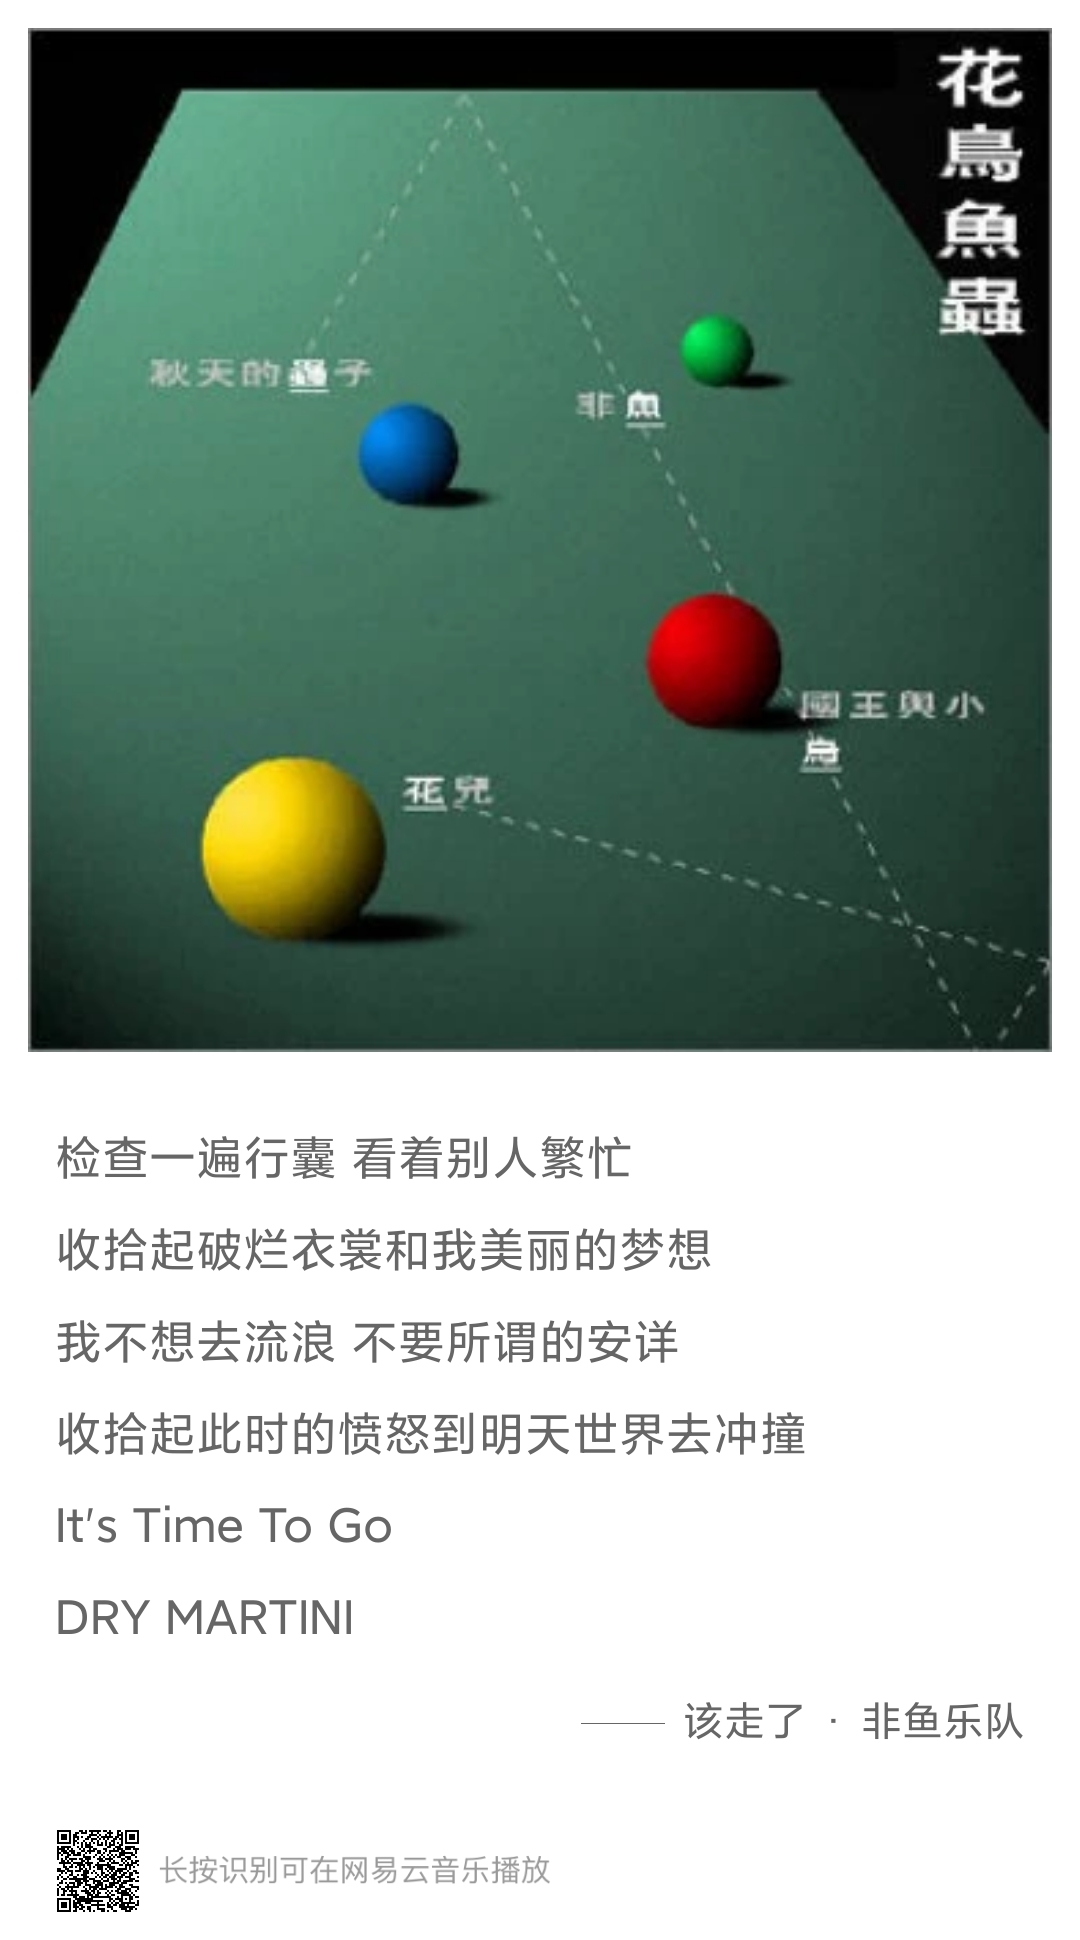 花鳥魚蟲
秋天的蟲子
非魚
國王與小
鳥
花兒
检查一遍行囊 看着别人繁忙
收拾起破烂衣裳和我美丽的梦想
我不想去流浪 不要所谓的安详
收拾起此时的愤怒到明天世界去冲撞
It's Time To Go
DRY MARTINI
—— 该走了 · 非鱼乐队
长按识别可在网易云音乐播放